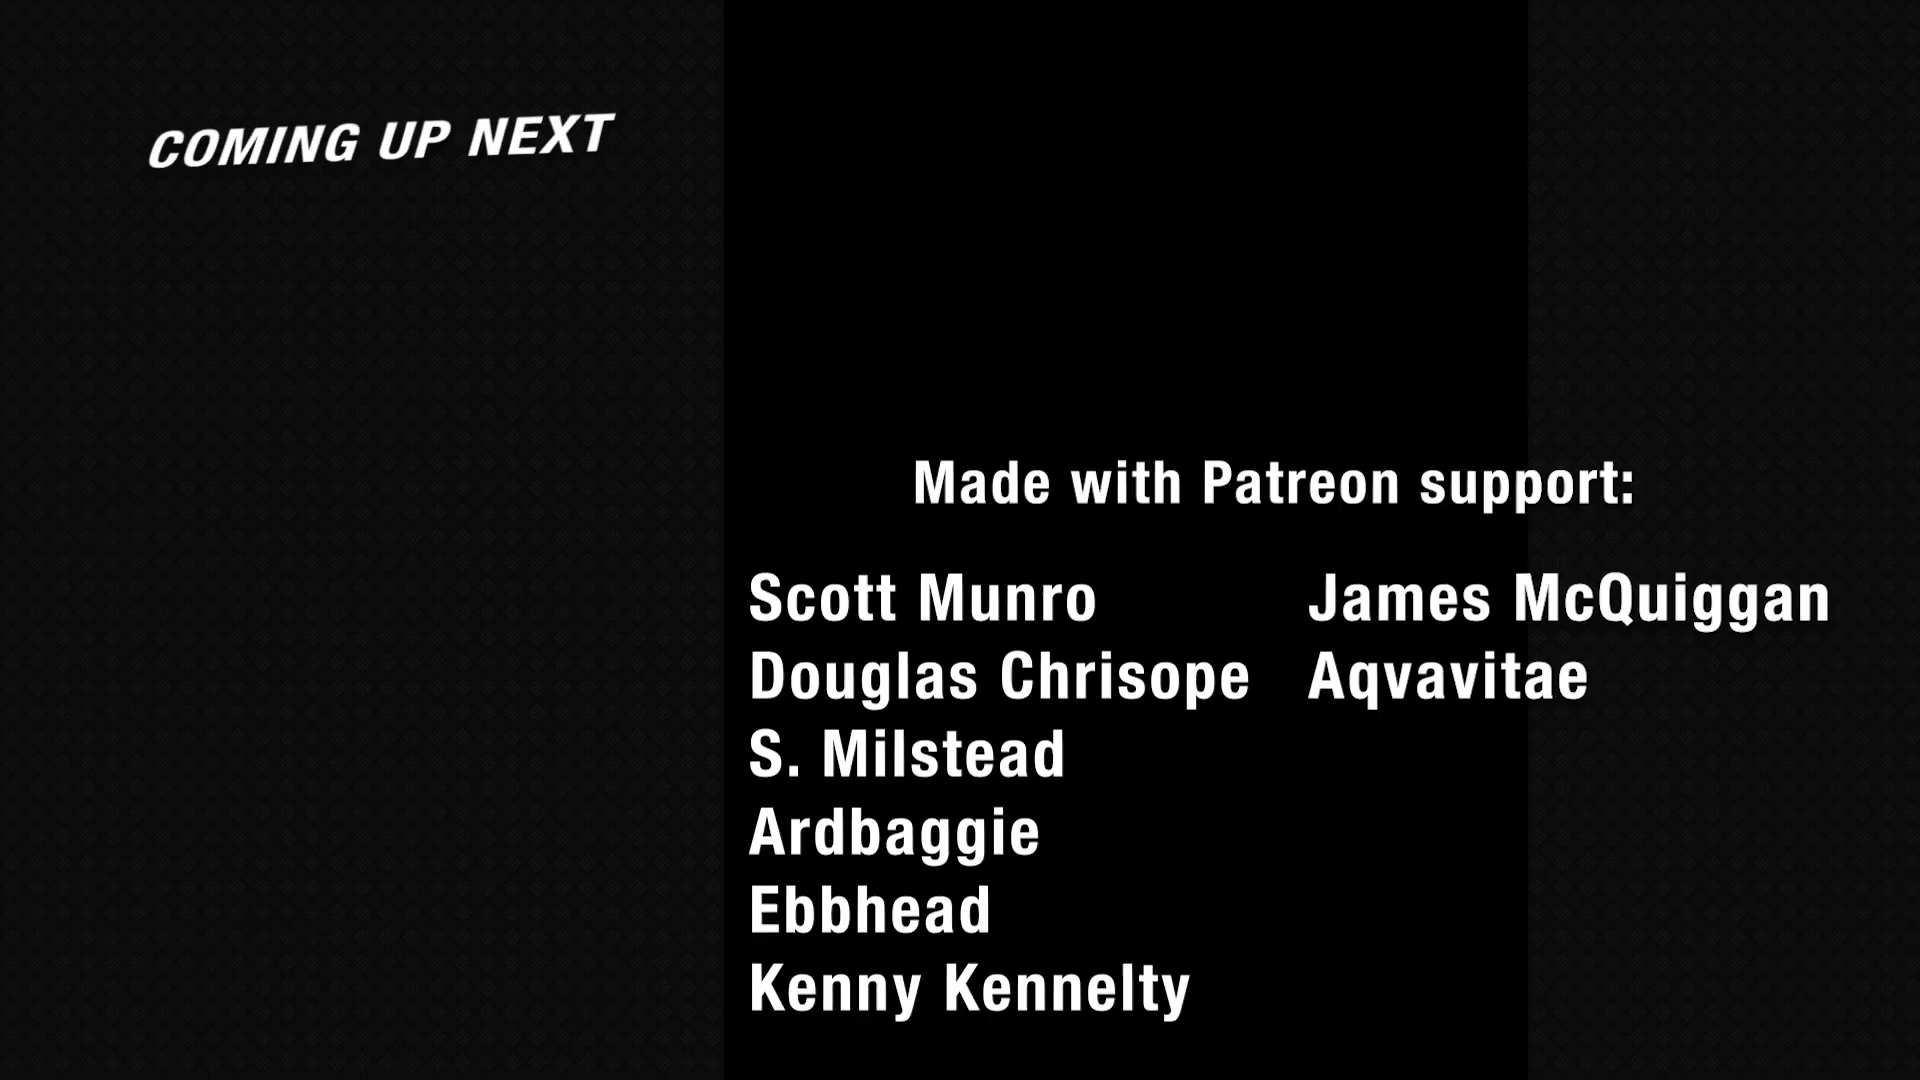 COMING UP NEXT
Made with Patreon support:
Scott Munro
Douglas Chrisope
S. Milstead
Ardbaggie
Ebbhead
Kenny Kennelty
James McQuiggan
Aqvavitae